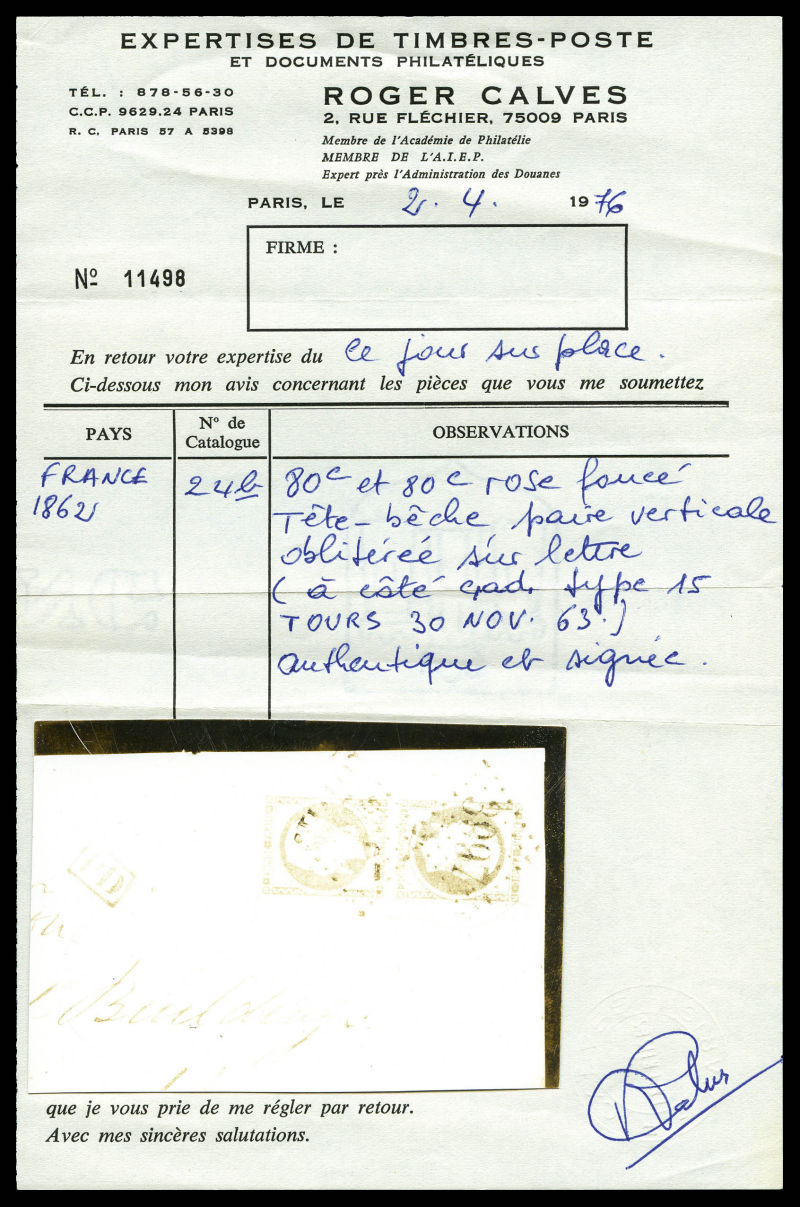 EXPERTISES DE TIMBRES-POSTE
ET DOCUMENTS PHILATÉLIQUES
TÉL. : 878-56-30
C.C.P. 9629.24 PARIS
R. C. PARIS 57 A 5398
ROGER CALVES
2, RUE FLÉCHIER, 75009 PARIS
Membre de l'Académie de Philatélie
MEMBRE DE L'A.I.E.P.
Expert près l'Administration des Douanes
PARIS, LE 2. 4. 1976
FIRME :
Nº 11498
En retour votre expertise du Ce jour sur place.
Ci-dessous mon avis concernant les pièces que vous me soumettez
PAYS
N° de Catalogue
OBSERVATIONS
FRANCE
1862
24b
80c et 80c rose foncé
Tête-bêche paire verticale
oblitérée sur lettre
(à côté cad. type 15
TOURS 30 NOV. 63.)
authentique et signée.
PD
Buildings
que je vous prie de me régler par retour.
Avec mes sincères salutations.